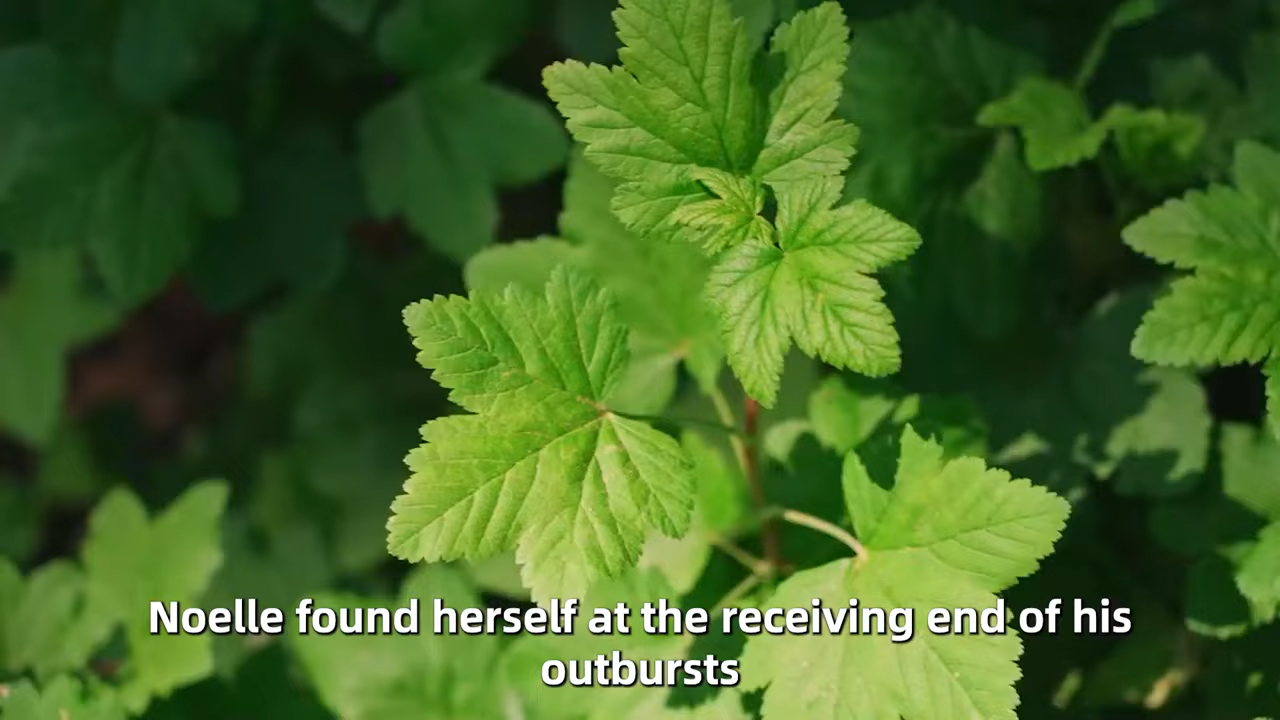 Noelle found herself at the receiving end of his
outbursts